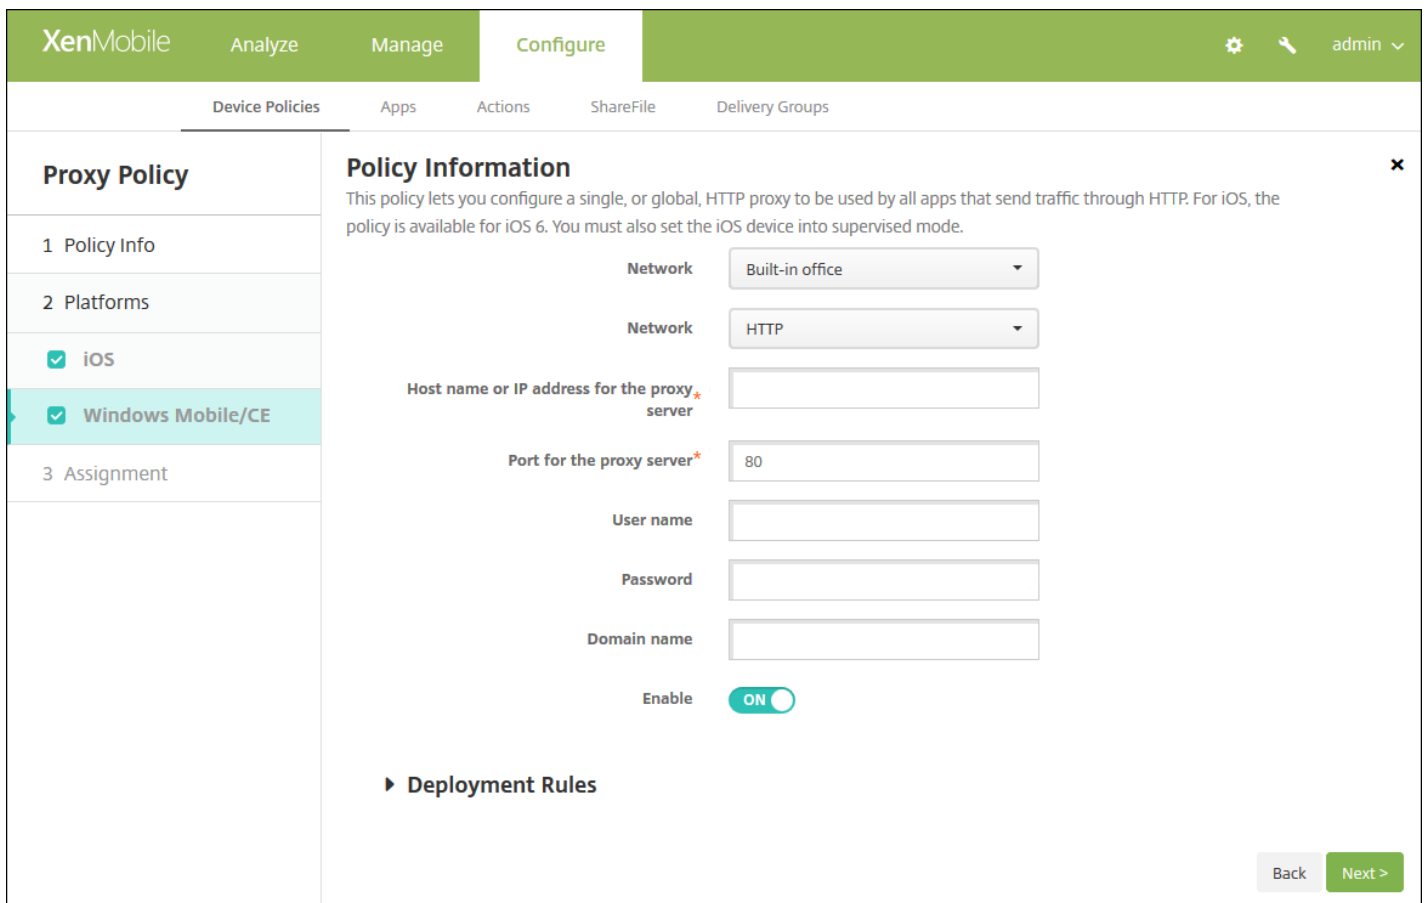 XenMobile Analyze Manage Configure admin
Device Policies Apps Actions ShareFile Delivery Groups
Proxy Policy
1 Policy Info
2 Platforms
iOS
Windows Mobile/CE
3 Assignment
Policy Information
This policy lets you configure a single, or global, HTTP proxy to be used by all apps that send traffic through HTTP. For iOS, the
policy is available for iOS 6. You must also set the iOS device into supervised mode.
Network Built-in office
Network HTTP
Host name or IP address for the proxy
server*
Port for the proxy server* 80
User name
Password
Domain name
Enable ON
Deployment Rules
Back Next >